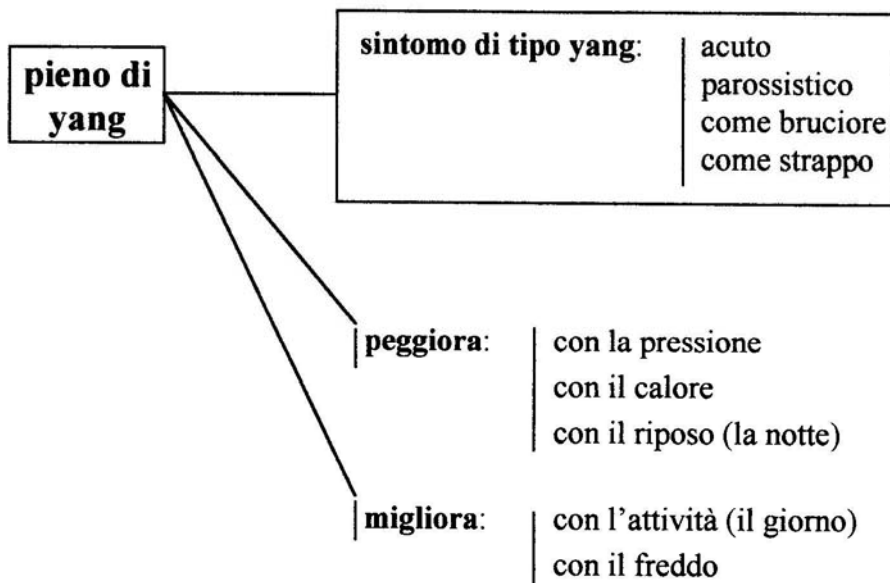 pieno di
yang
sintomo di tipo yang:
acuto
parossistico
come bruciore
come strappo
peggiora:
con la pressione
con il calore
con il riposo (la notte)
migliora:
con l'attività (il giorno)
con il freddo